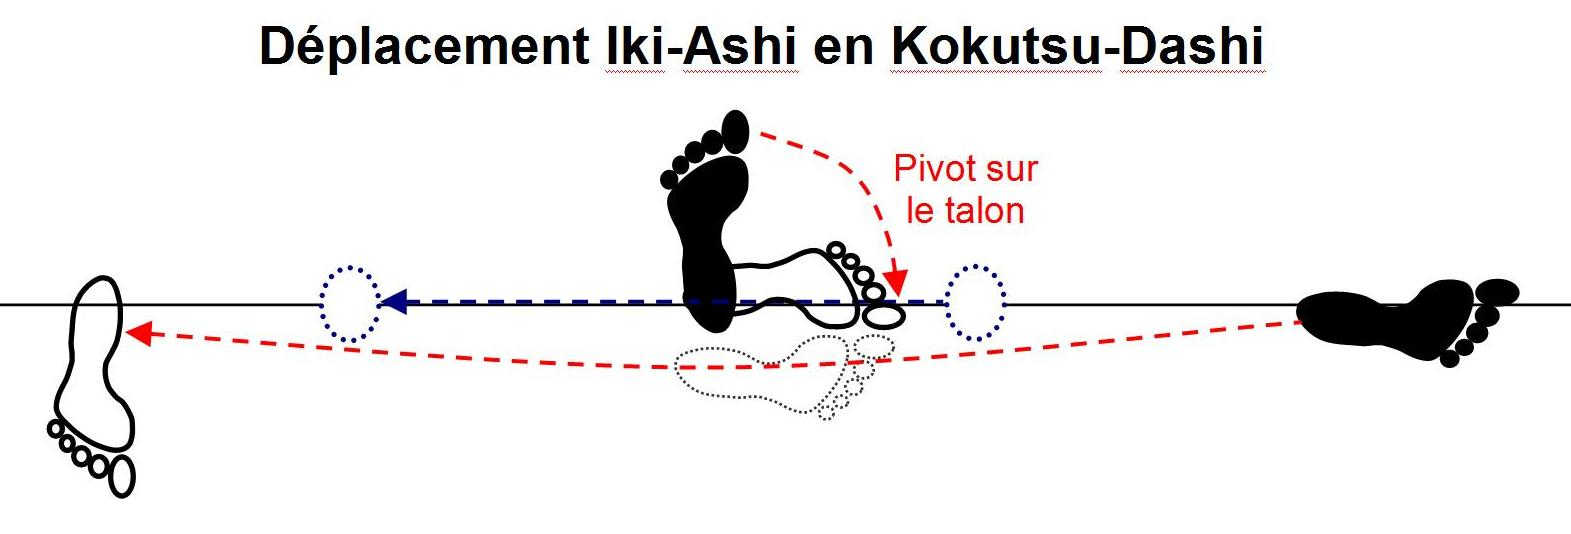 Déplacement Iki-Ashi en Kokutsu-Dashi
Pivot sur
le talon